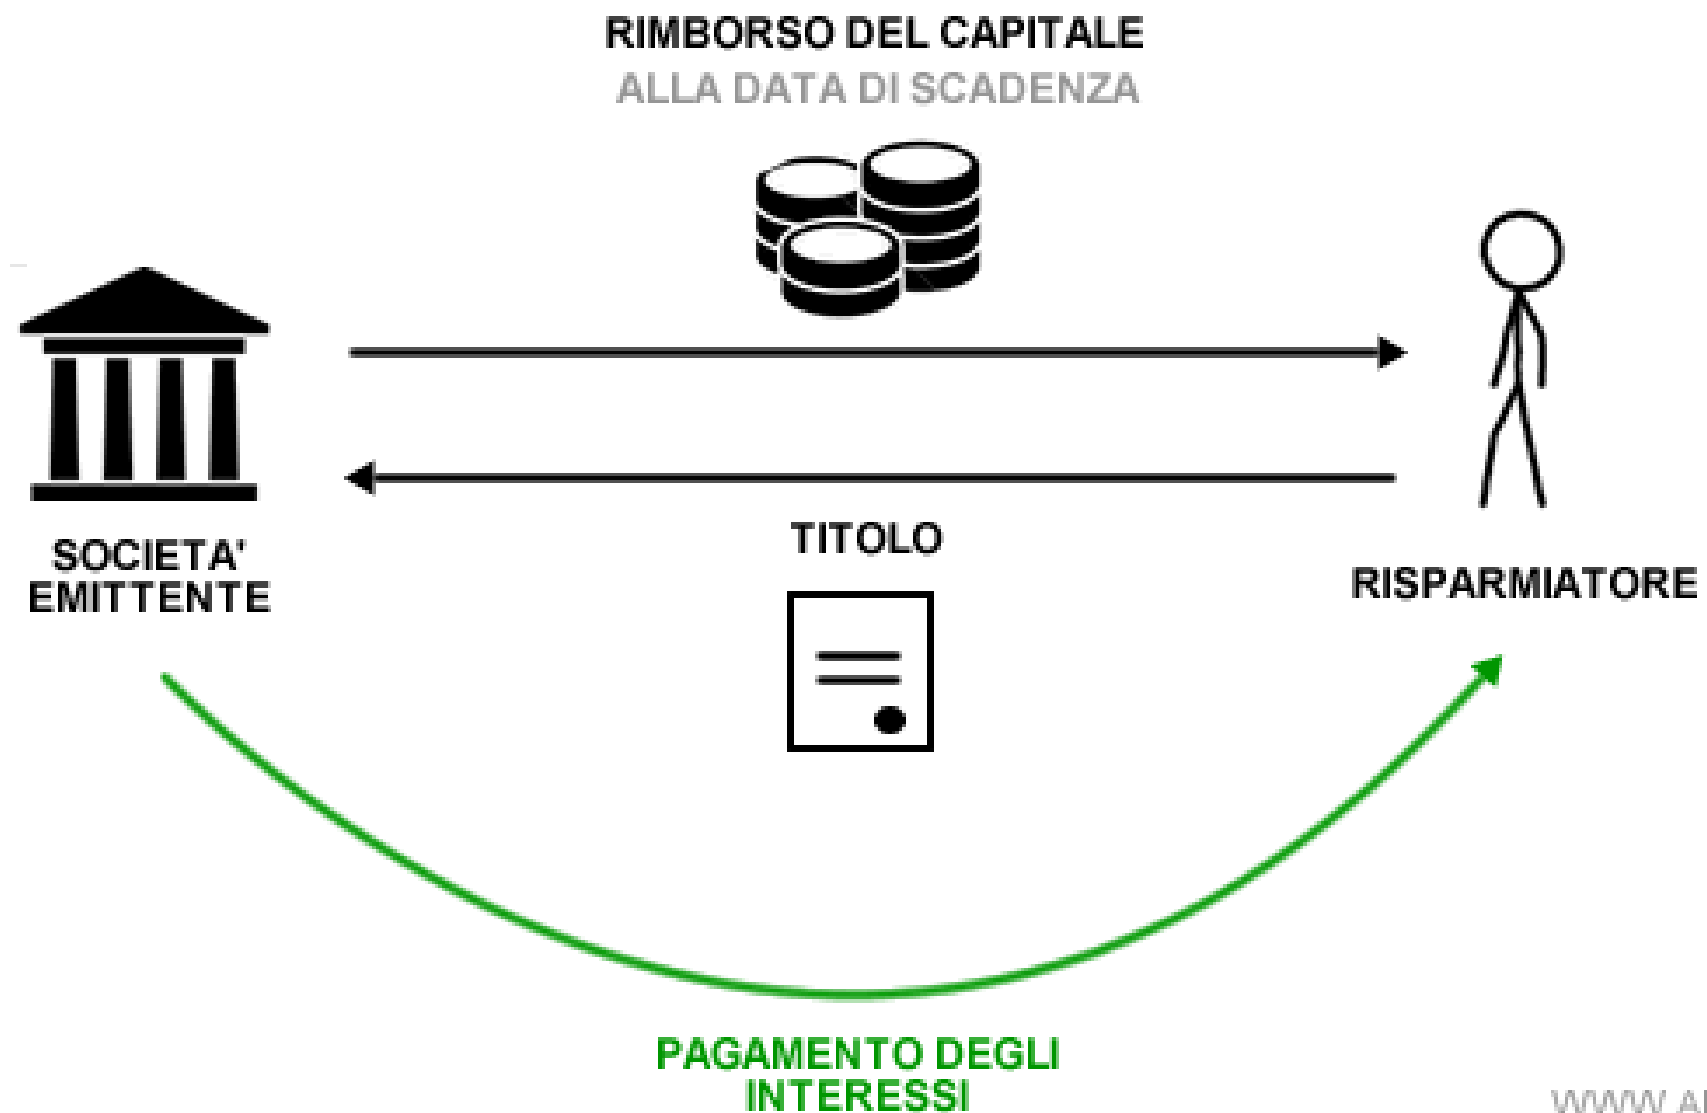 RIMBORSO DEL CAPITALE
ALLA DATA DI SCADENZA
TITOLO
SOCIETA'
EMITTENTE
RISPARMIATORE
PAGAMENTO DEGLI
INTERESSI